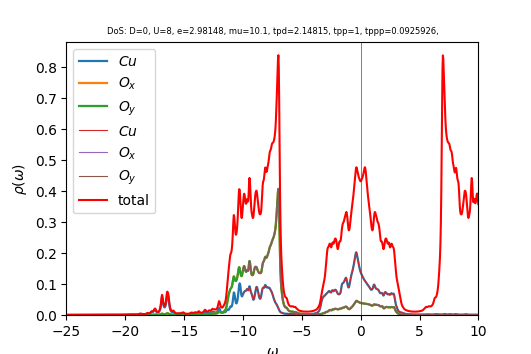 DoS: D=0, U=8, e=2.98148, mu=10.1, tpd=2.14815, tpp=1, tppp=0.0925926,
ρ(ω)
0.8
0.7
0.6
0.5
0.4
0.3
0.2
0.1
0.0
Cu
Oₓ
O_y
Cu
Oₓ
O_y
total
−25 −20 −15 −10 −5 0 5 10
ω